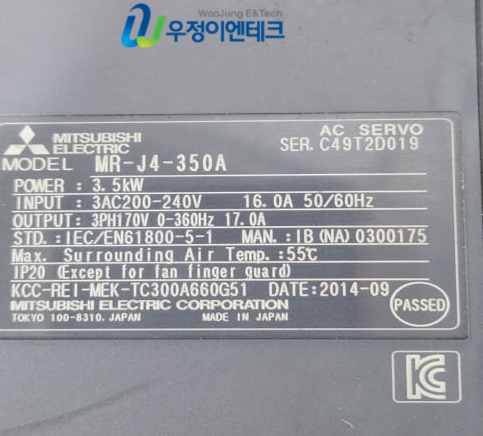 WooJung E&Tech
우정이엔테크
MITSUBISHI
ELECTRIC
AC SERVO
SER. C49T2D019
MODEL MR-J4-350A
POWER : 3.5kW
INPUT : 3AC200-240V 16.0A 50/60Hz
OUTPUT: 3PH170V 0-360Hz 17.0A
STD. : IEC/EN61800-5-1 MAN. : IB (NA) 0300175
Max. Surrounding Air Temp. :55℃
IP20 (Except for fan finger guard)
KCC-REI-MEK-TC300A660G51 DATE:2014-09
MITSUBISHI ELECTRIC CORPORATION
PASSED
TOKYO 100-8310, JAPAN MADE IN JAPAN